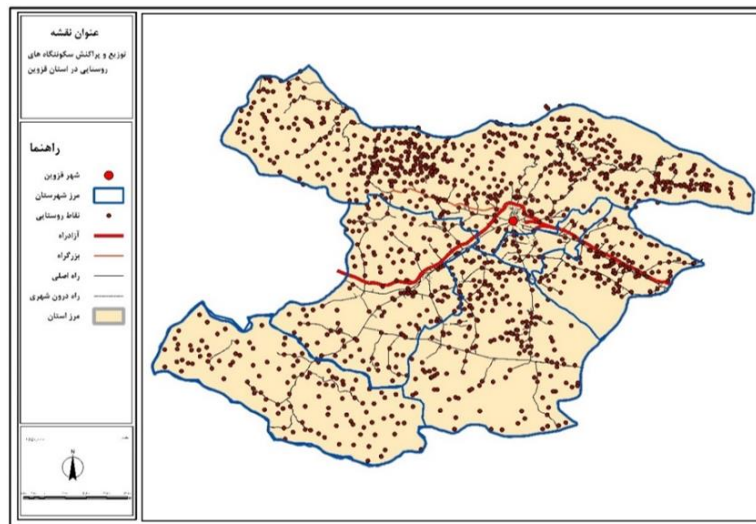 عنوان نقشه
توزیع و پراکنش سکونتگاه های
روستایی در استان قزوین
راهنما
شهر قزوین
مرز شهرستان
نقاط روستایی
آزادراه
بزرگراه
راه اصلی
راه درون شهری
مرز استان
N